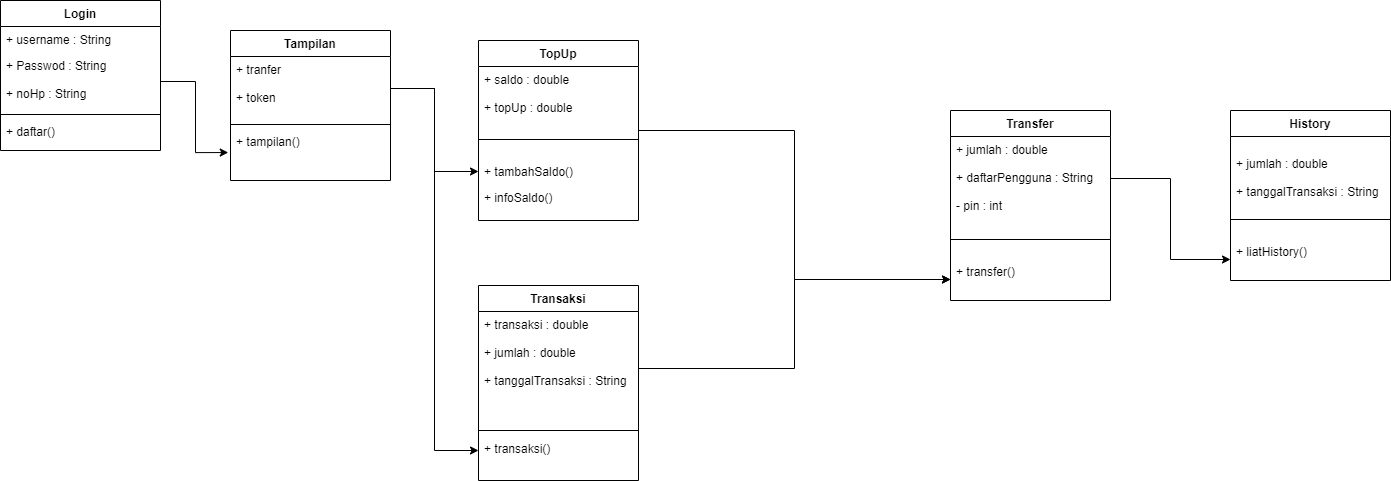 Login
+ username : String
+ Passwod : String
+ noHp : String
+ daftar()
Tampilan
+ tranfer
+ token
+ tampilan()
TopUp
+ saldo : double
+ topUp : double
+ tambahSaldo()
+ infoSaldo()
Transaksi
+ transaksi : double
+ jumlah : double
+ tanggalTransaksi : String
+ transaksi()
Transfer
+ jumlah : double
+ daftarPengguna : String
- pin : int
+ transfer()
History
+ jumlah : double
+ tanggalTransaksi : String
+ liatHistory()